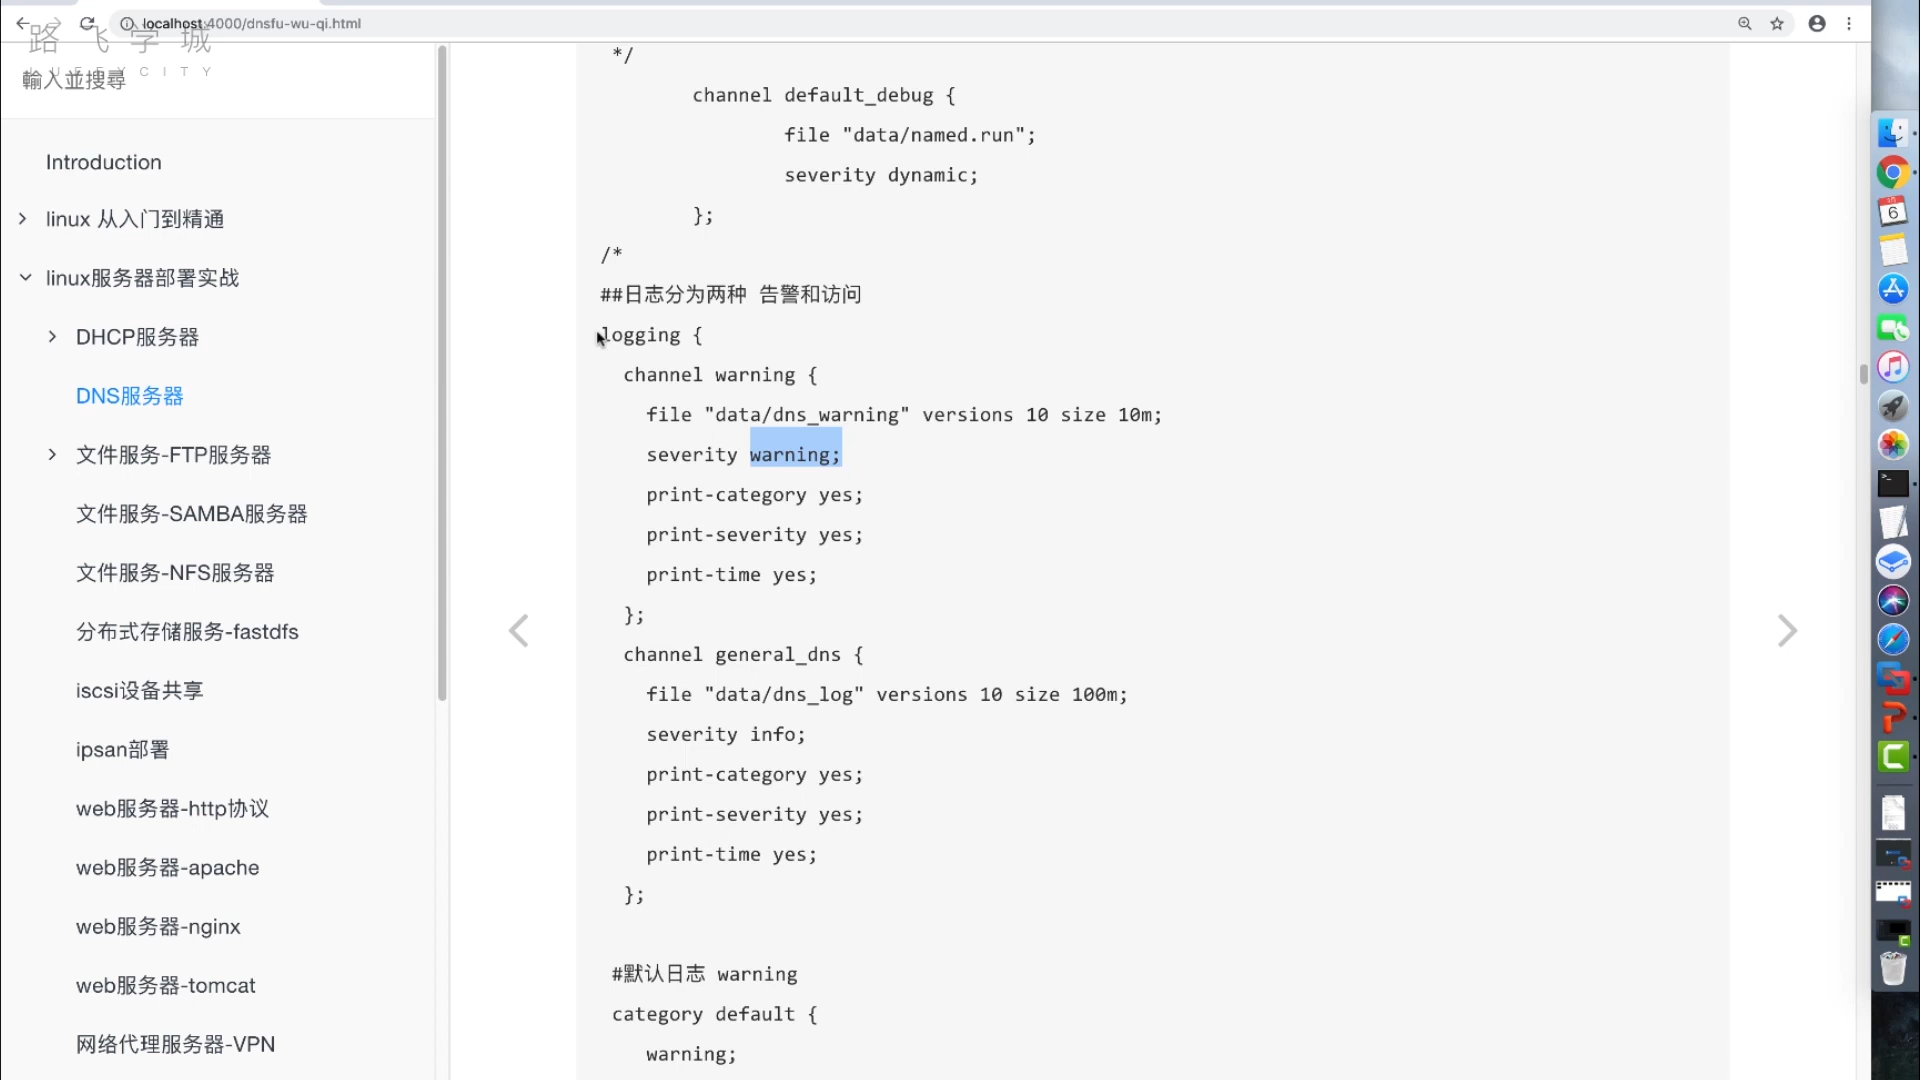 localhost:4000/dnsfu-wu-qi.html
路飞学城
LUFFYCITY
輸入並搜尋
Introduction
linux 从入门到精通
linux服务器部署实战
DHCP服务器
DNS服务器
文件服务-FTP服务器
文件服务-SAMBA服务器
文件服务-NFS服务器
分布式存储服务-fastdfs
iscsi设备共享
ipsan部署
web服务器-http协议
web服务器-apache
web服务器-nginx
web服务器-tomcat
网络代理服务器-VPN
*/
channel default_debug {
file "data/named.run";
severity dynamic;
};
/*
##日志分为两种 告警和访问
logging {
channel warning {
file "data/dns_warning" versions 10 size 10m;
severity warning;
print-category yes;
print-severity yes;
print-time yes;
};
channel general_dns {
file "data/dns_log" versions 10 size 100m;
severity info;
print-category yes;
print-severity yes;
print-time yes;
};
#默认日志 warning
category default {
warning;
6